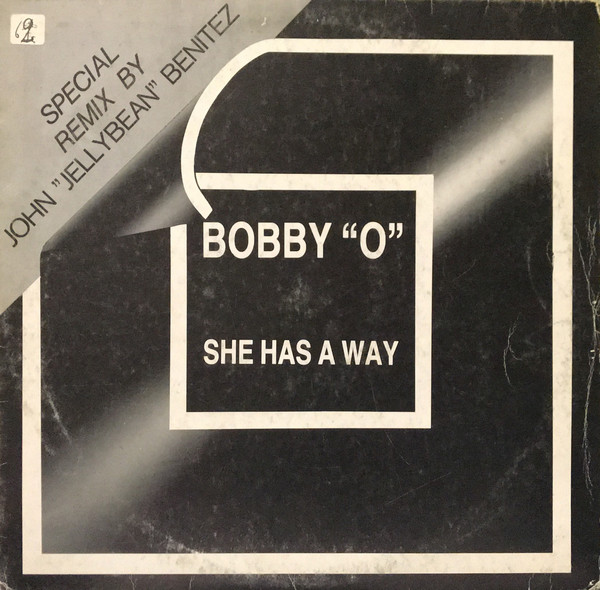 SPECIAL
REMIX BY
JOHN "JELLYBEAN" BENITEZ
BOBBY “O”
SHE HAS A WAY